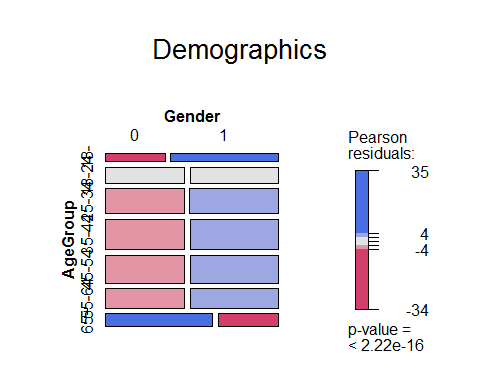 Demographics
Gender
0 1
AgeGroup
Pearson
residuals:
35
4
-4
-34
p-value =
< 2.22e-16